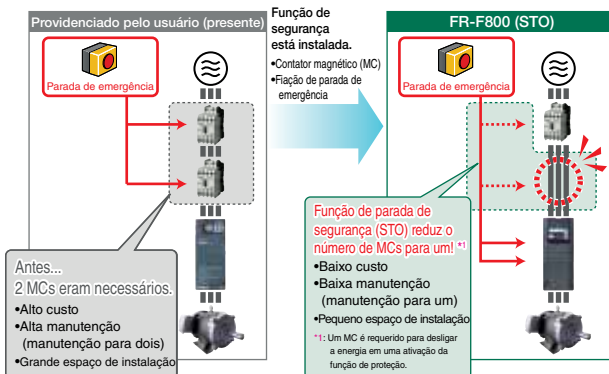 Providenciado pelo usuário (presente)
Parada de emergência
Antes...
2 MCs eram necessários.
•Alto custo
•Alta manutenção
(manutenção para dois)
•Grande espaço de instalação
Função de
segurança
está instalada.
•Contator magnético (MC)
•Fiação de parada de
emergência
FR-F800 (STO)
Parada de emergência
Função de parada de
segurança (STO) reduz o
número de MCs para um! *1
•Baixo custo
•Baixa manutenção
(manutenção para um)
•Pequeno espaço de instalação
*1: Um MC é requerido para desligar
a energia em uma ativação da
função de proteção.